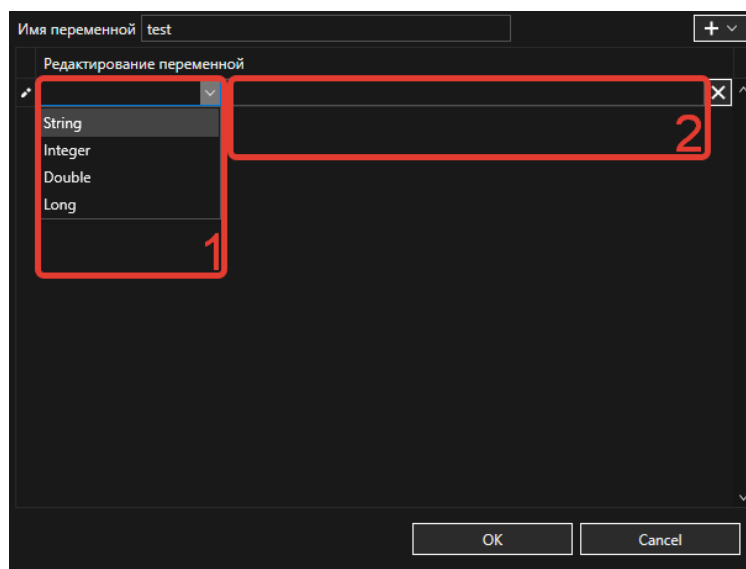 Имя переменной test
Редактирование переменной
String
Integer
Double
Long
1
2
OK Cancel